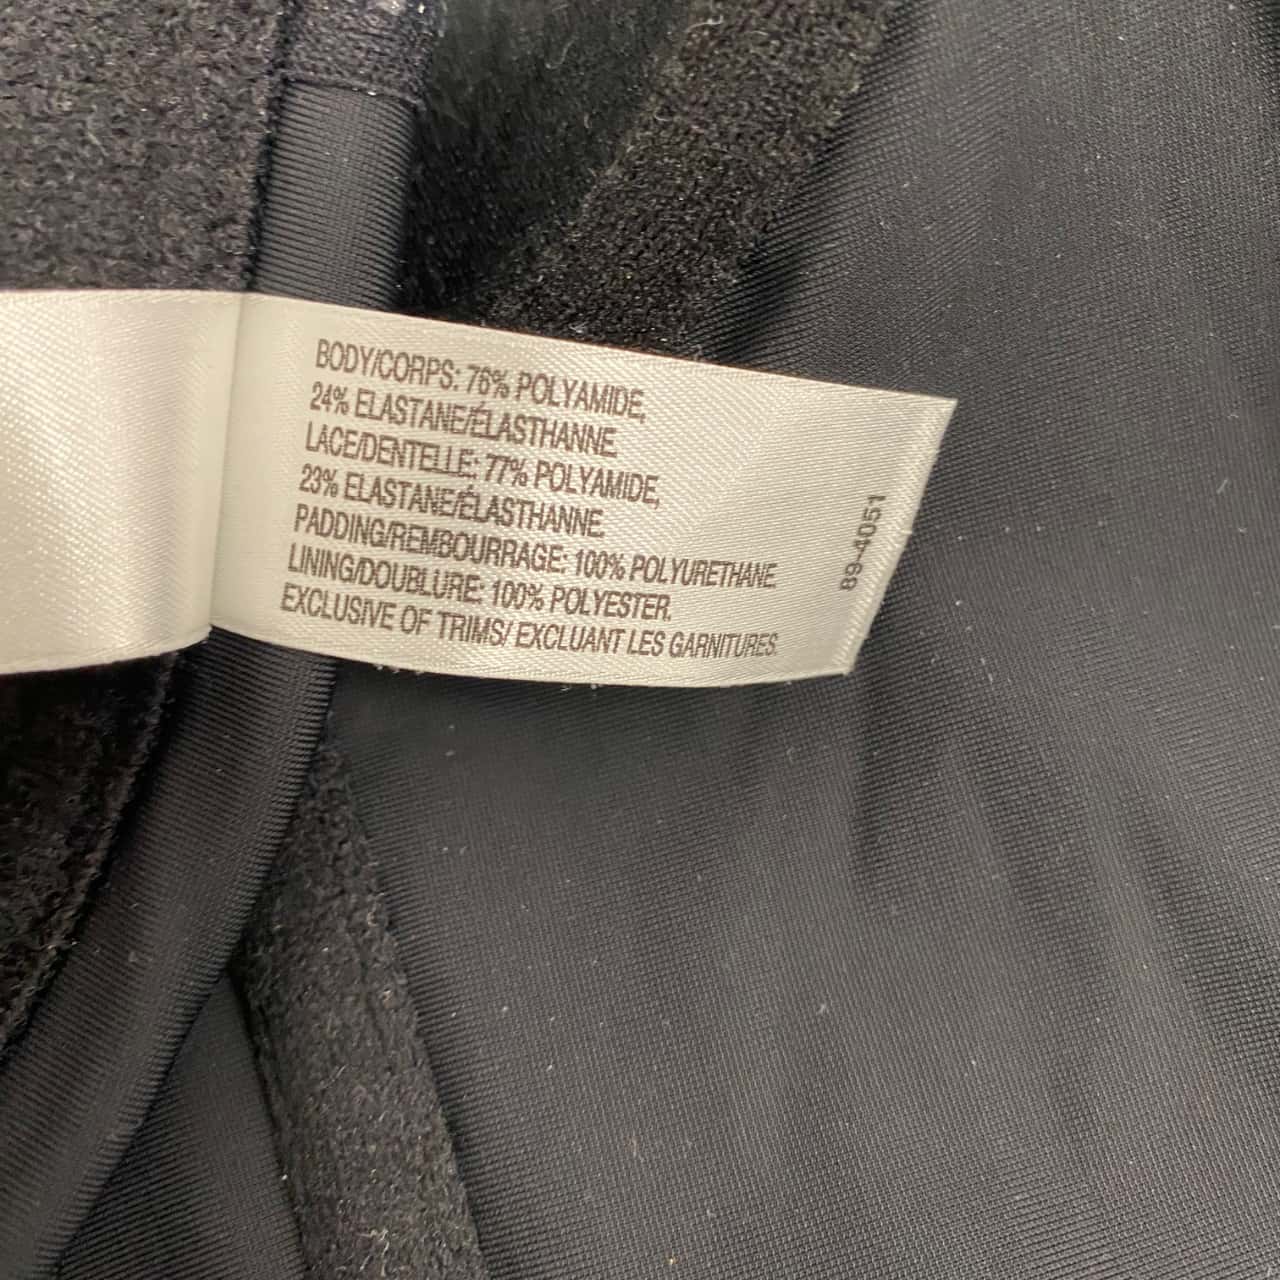 BODY/CORPS: 76% POLYAMIDE,
24% ELASTANE/ÉLASTHANNE.
LACE/DENTELLE: 77% POLYAMIDE,
23% ELASTANE/ÉLASTHANNE.
PADDING/REMBOURRAGE: 100% POLYURETHANE.
LINING/DOUBLURE: 100% POLYESTER.
EXCLUSIVE OF TRIMS/ EXCLUANT LES GARNITURES.
89-4051